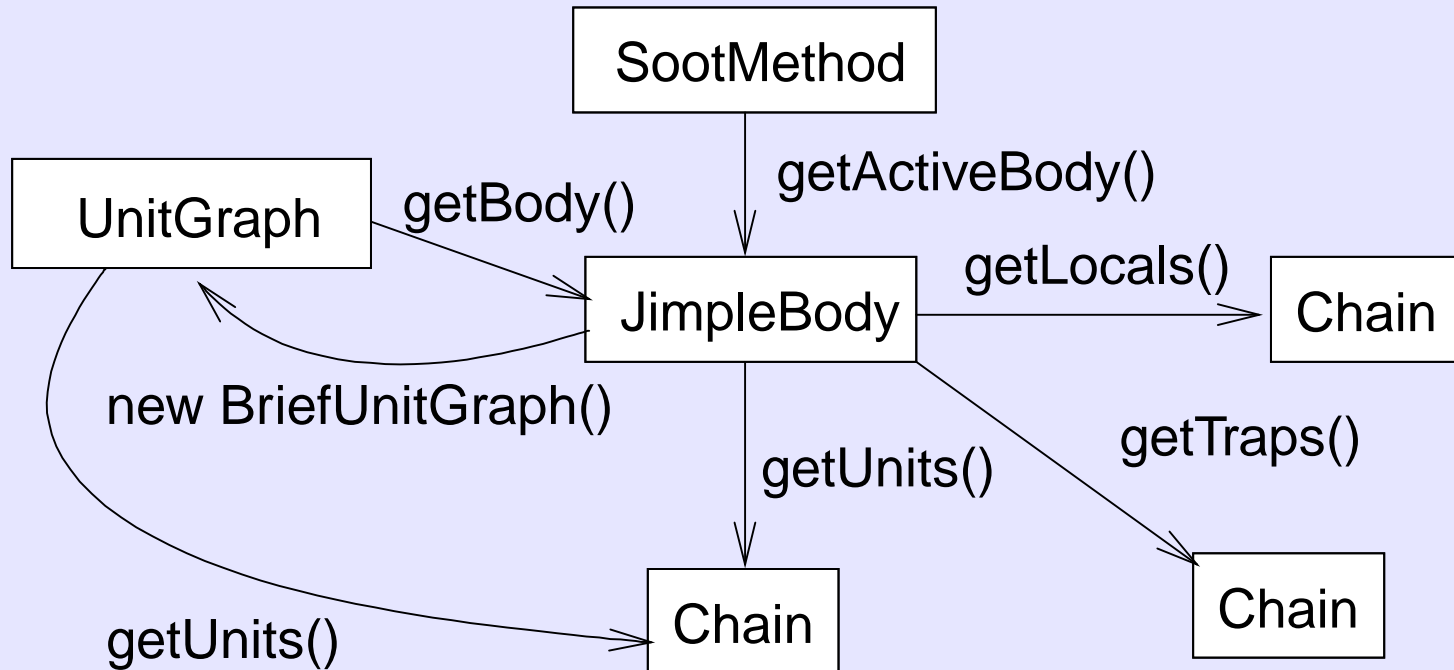 SootMethod
getActiveBody()
UnitGraph
getBody()
getLocals()
JimpleBody
Chain
new BriefUnitGraph()
getTraps()
getUnits()
Chain
Chain
getUnits()